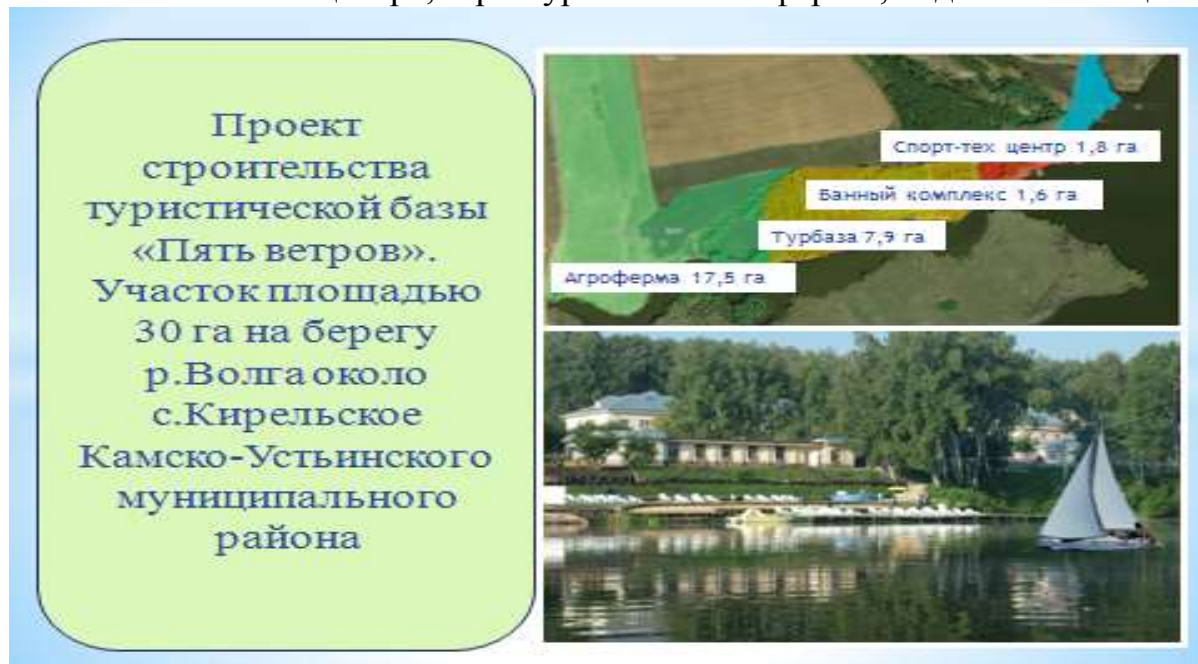 Проект
строительства
туристической базы
«Пять ветров».
Участок площадью
30 га на берегу
р.Волга около
с.Кирельское
Камско-Устьинского
муниципального
района
Спорт-тех центр 1,8 га
Банный комплекс 1,6 га
Турбаза 7,9 га
Агроферма 17,5 га